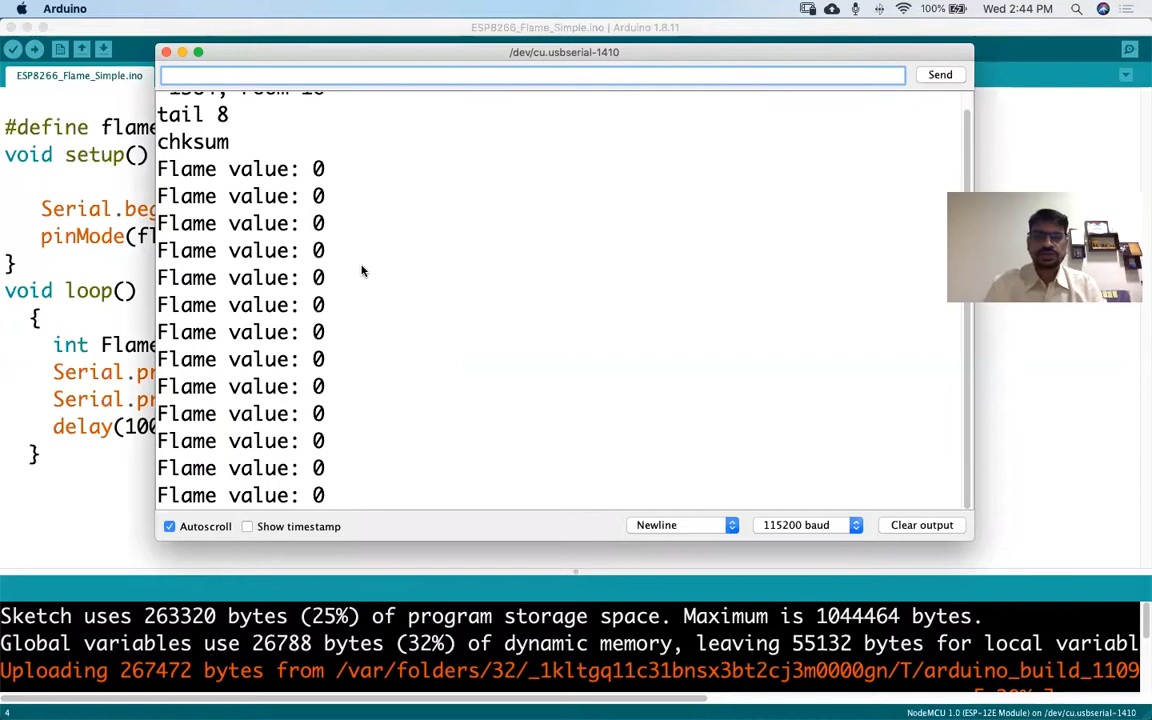 Arduino
100%
Wed 2:44 PM
ESP8266_Flame_Simple.ino | Arduino 1.8.11
/dev/cu.usbserial-1410
ESP8266_Flame_Simple.ino
Send
tail 8
chksum
Flame value: 0
Flame value: 0
Flame value: 0
Flame value: 0
Flame value: 0
Flame value: 0
Flame value: 0
Flame value: 0
Flame value: 0
Flame value: 0
Flame value: 0
Flame value: 0
Flame value: 0
#define flame
void setup()
Serial.beg
pinMode(fl
}
void loop()
{
int Flame
Serial.pr
Serial.pr
delay(100
}
Autoscroll
Show timestamp
Newline
115200 baud
Clear output
Sketch uses 263320 bytes (25%) of program storage space. Maximum is 1044464 bytes.
Global variables use 26788 bytes (32%) of dynamic memory, leaving 55132 bytes for local variabl
Uploading 267472 bytes from /var/folders/32/_1kltgq11c31bnsx3bt2cj3m0000gn/T/arduino_build_1109
4
NodeMCU 1.0 (ESP-12E Module) on /dev/cu.usbserial-1410